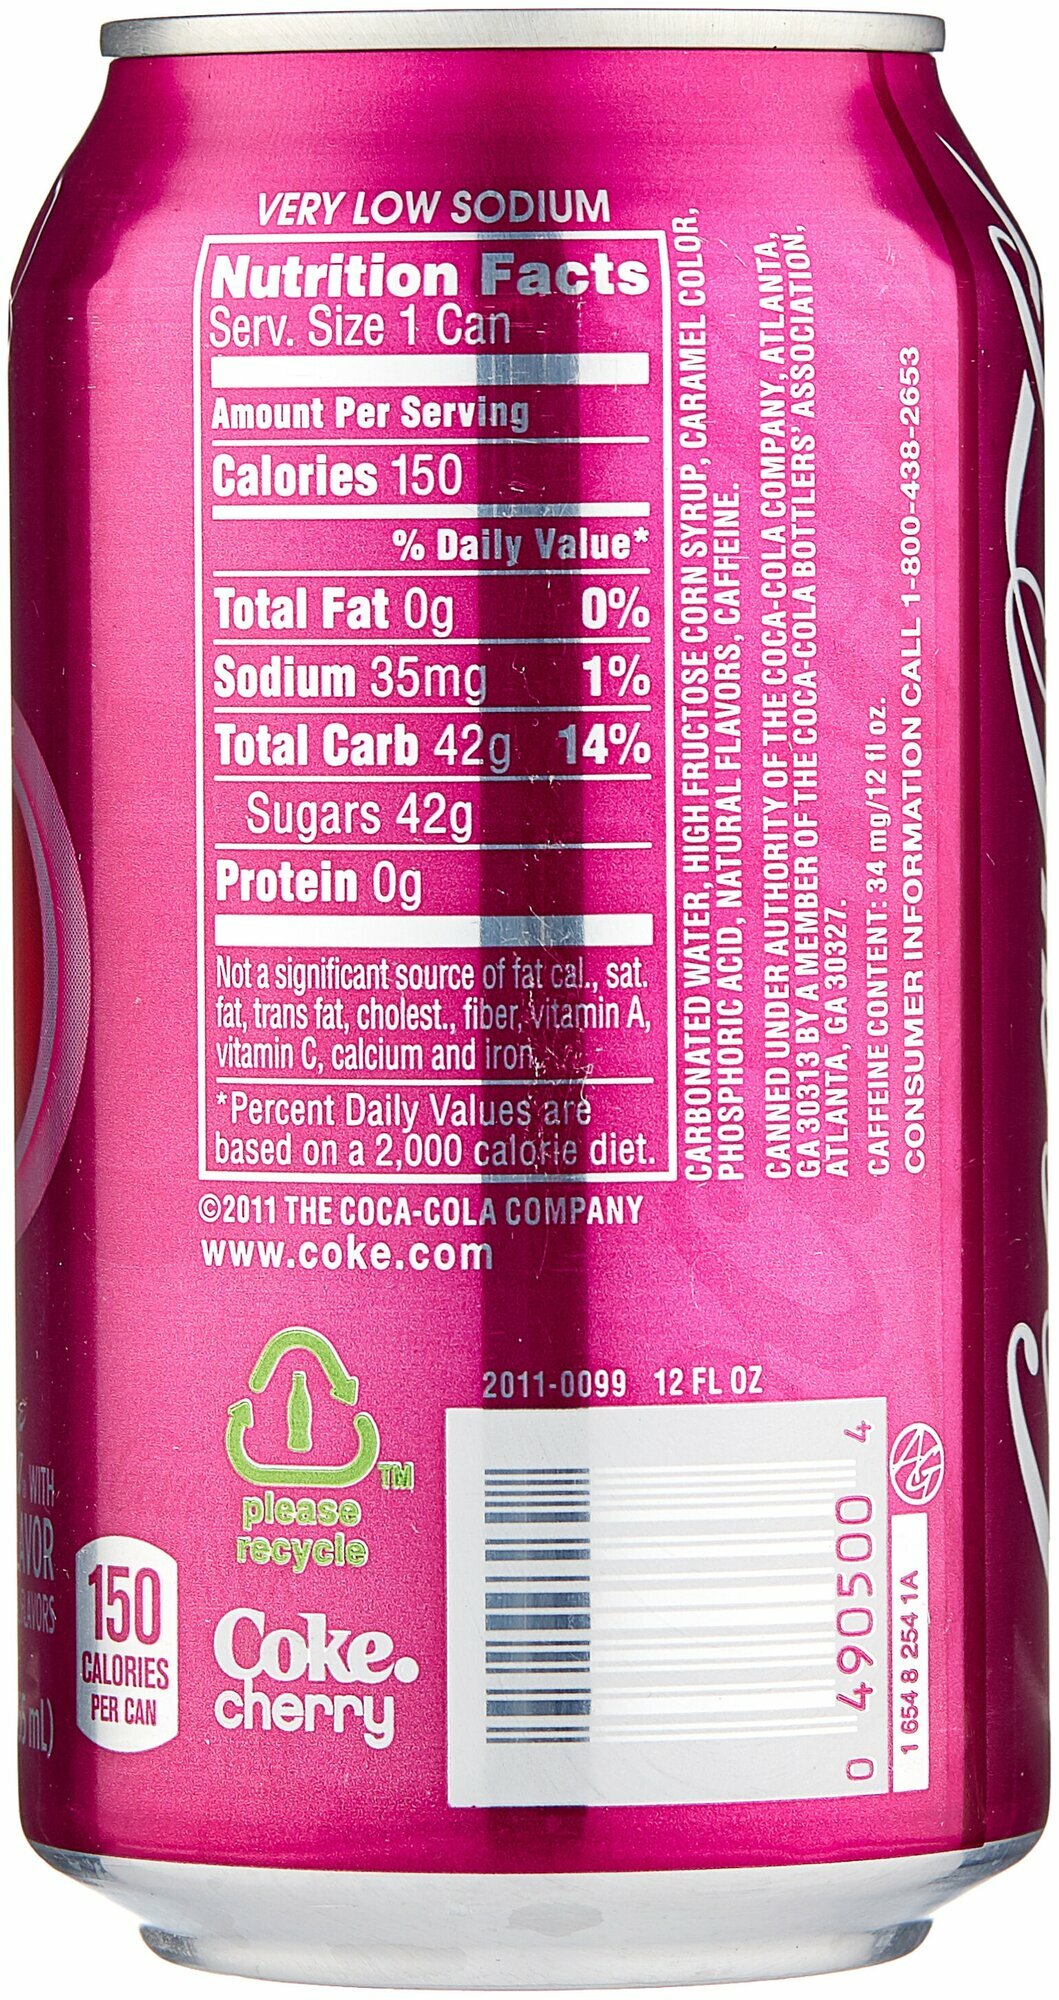 VERY LOW SODIUM
Nutrition Facts
Serv. Size 1 Can
Amount Per Serving
Calories 150
% Daily Value*
Total Fat 0g 0%
Sodium 35mg 1%
Total Carb 42g 14%
Sugars 42g
Protein 0g
Not a significant source of fat cal., sat.
fat, trans fat, cholest., fiber, vitamin A,
vitamin C, calcium and iron.
*Percent Daily Values are
based on a 2,000 calorie diet.
©2011 THE COCA-COLA COMPANY
www.coke.com
CARBONATED WATER, HIGH FRUCTOSE CORN SYRUP, CARAMEL COLOR,
PHOSPHORIC ACID, NATURAL FLAVORS, CAFFEINE.
CANNED UNDER AUTHORITY OF THE COCA-COLA COMPANY, ATLANTA,
GA 30313 BY A MEMBER OF THE COCA-COLA BOTTLERS' ASSOCIATION,
ATLANTA, GA 30327.
CAFFEINE CONTENT: 34 mg/12 fl oz.
CONSUMER INFORMATION CALL 1-800-438-2653
please
recycle
TM
2011-0099 12 FL OZ
0 490500 4
AG
1 654 8 254 1A
Coke.
cherry
150
CALORIES
PER CAN
WITH
mL)